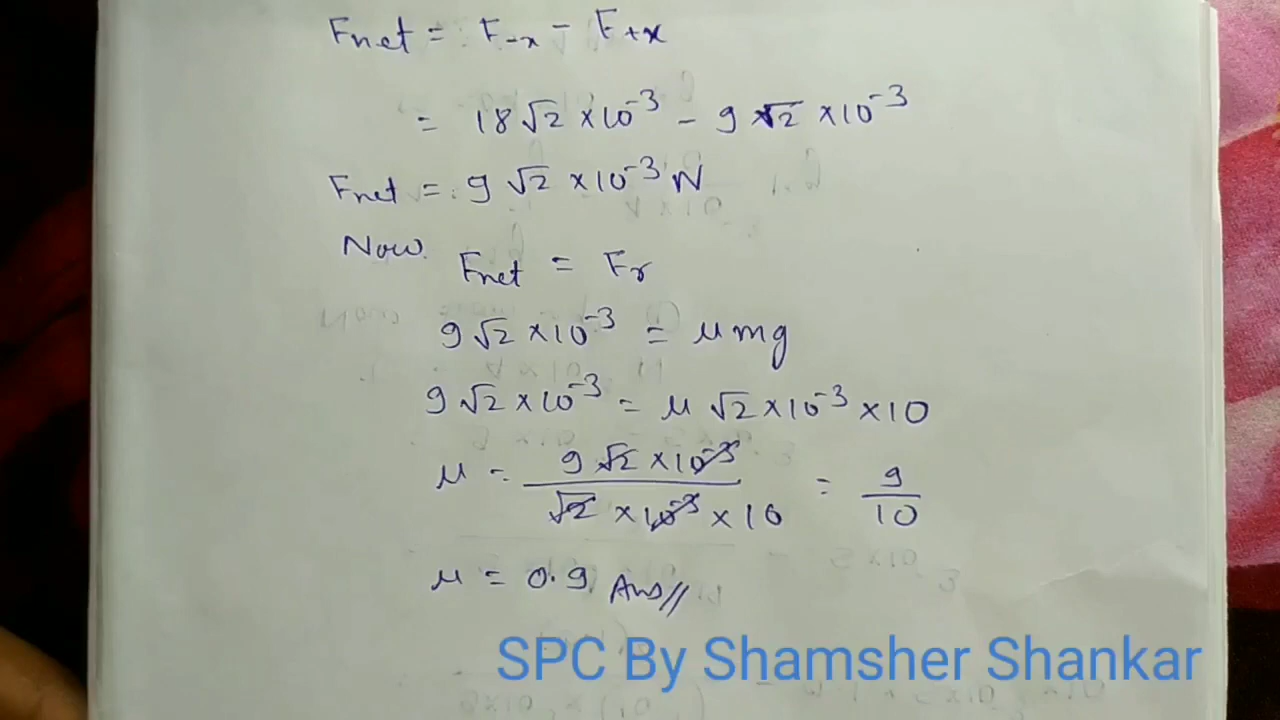 Fnet = F-x - F+x
= 18√2 ×10⁻³ - 9√2 ×10⁻³
Fnet = 9√2 ×10⁻³ N
Now Fnet = Fr
9√2 ×10⁻³ = μmg
9√2 ×10⁻³ = μ √2 ×10⁻³ ×10
μ = 9√2 ×10⁻³ / √2 ×10⁻³ ×10 = 9/10
μ = 0.9 Ans//
SPC By Shamsher Shankar